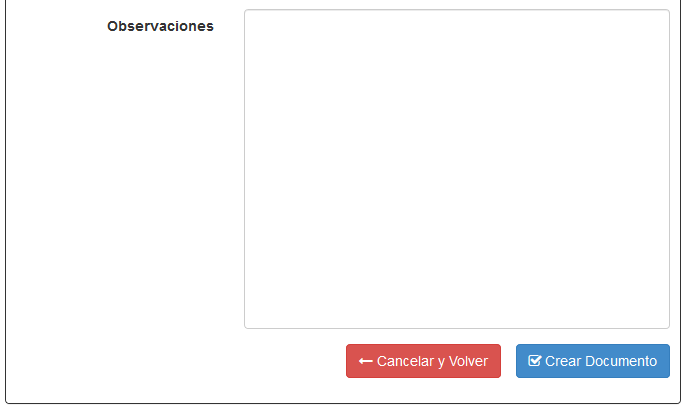 Observaciones
Cancelar y Volver
Crear Documento